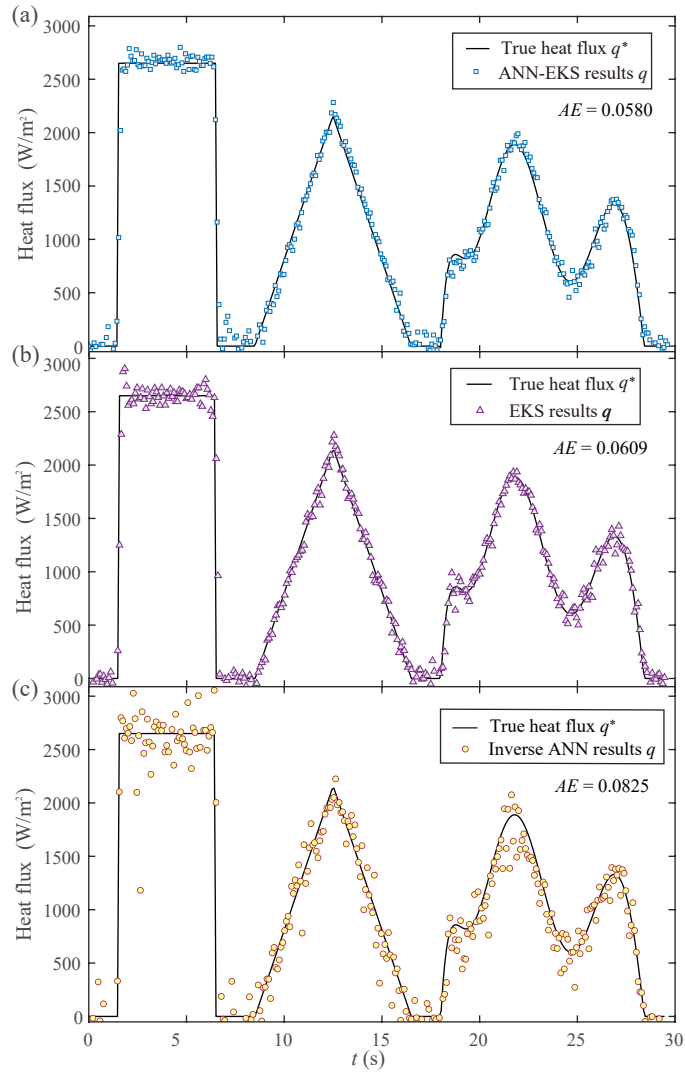 (a)
3000
2500
2000
1500
1000
500
0
Heat flux (W/m²)
True heat flux q*
ANN-EKS results q
AE = 0.0580
(b)
3000
2500
2000
1500
1000
500
0
Heat flux (W/m²)
True heat flux q*
EKS results q
AE = 0.0609
(c)
3000
2500
2000
1500
1000
500
0
Heat flux (W/m²)
True heat flux q*
Inverse ANN results q
AE = 0.0825
0 5 10 15 20 25 30
t (s)